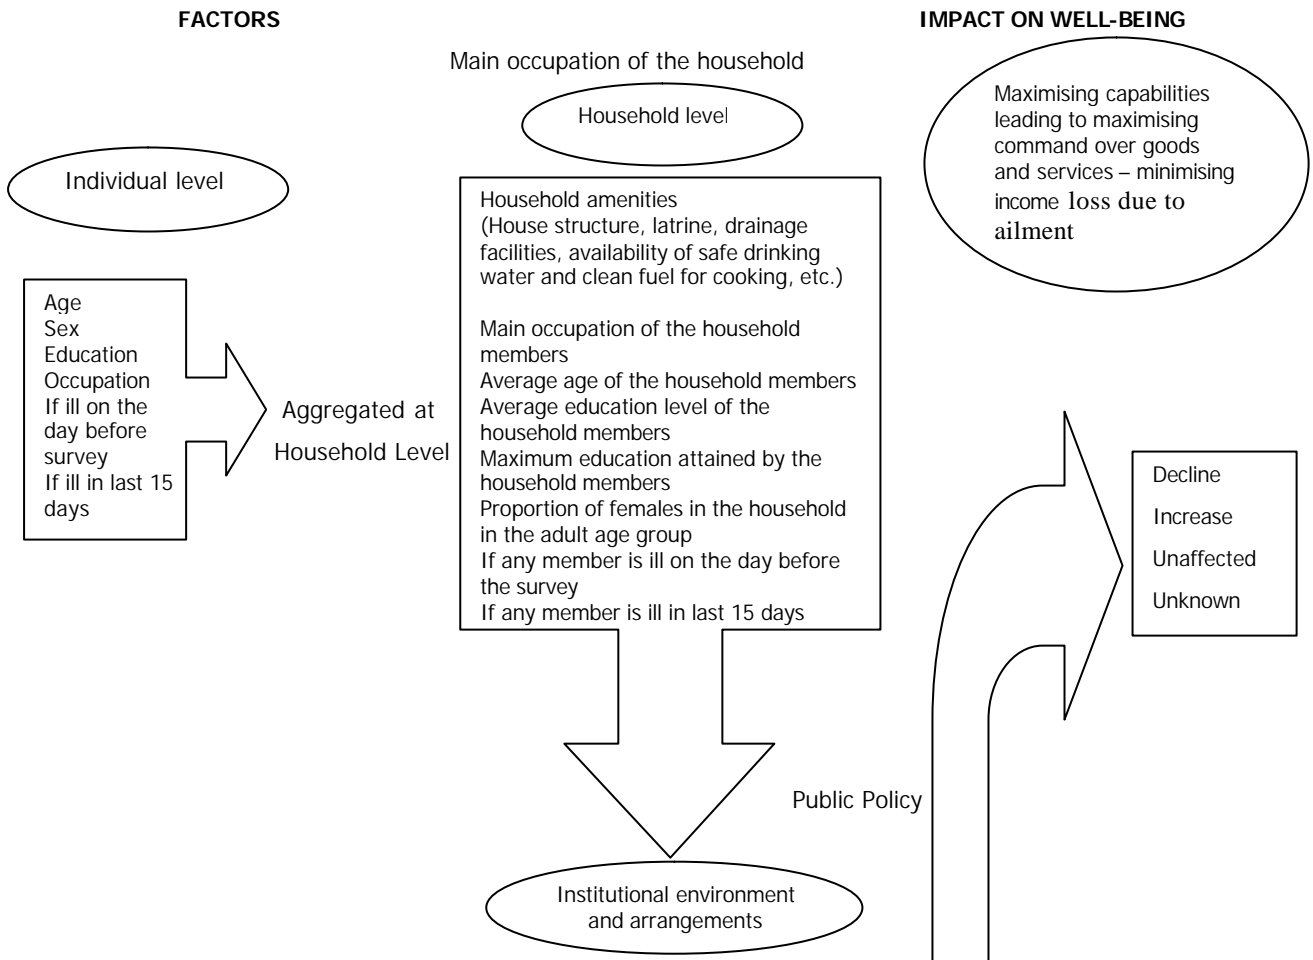 FACTORS
IMPACT ON WELL-BEING
Main occupation of the household
Household level
Individual level
Maximising capabilities
leading to maximising
command over goods
and services – minimising
income loss due to
ailment
Age
Sex
Education
Occupation
If ill on the
day before
survey
If ill in last 15
days
Aggregated at
Household Level
Household amenities
(House structure, latrine, drainage
facilities, availability of safe drinking
water and clean fuel for cooking, etc.)
Main occupation of the household
members
Average age of the household members
Average education level of the
household members
Maximum education attained by the
household members
Proportion of females in the household
in the adult age group
If any member is ill on the day before
the survey
If any member is ill in last 15 days
Decline
Increase
Unaffected
Unknown
Public Policy
Institutional environment
and arrangements